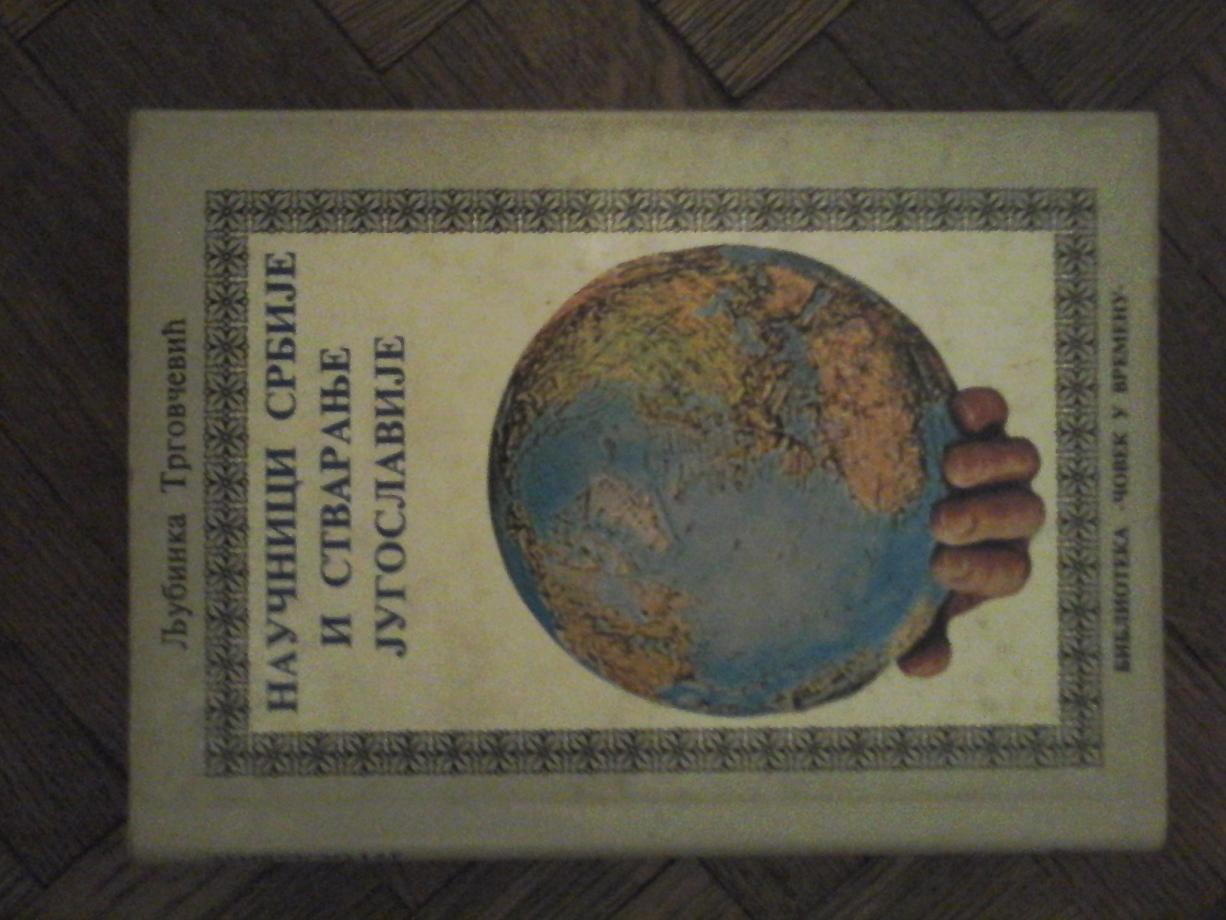 Љубинка Трговчевић
НАУЧНИЦИ СРБИЈЕ
И СТВАРАЊЕ
ЈУГОСЛАВИЈЕ
БИБЛИОТЕКА »ЧОВЕК У ВРЕМЕНУ«